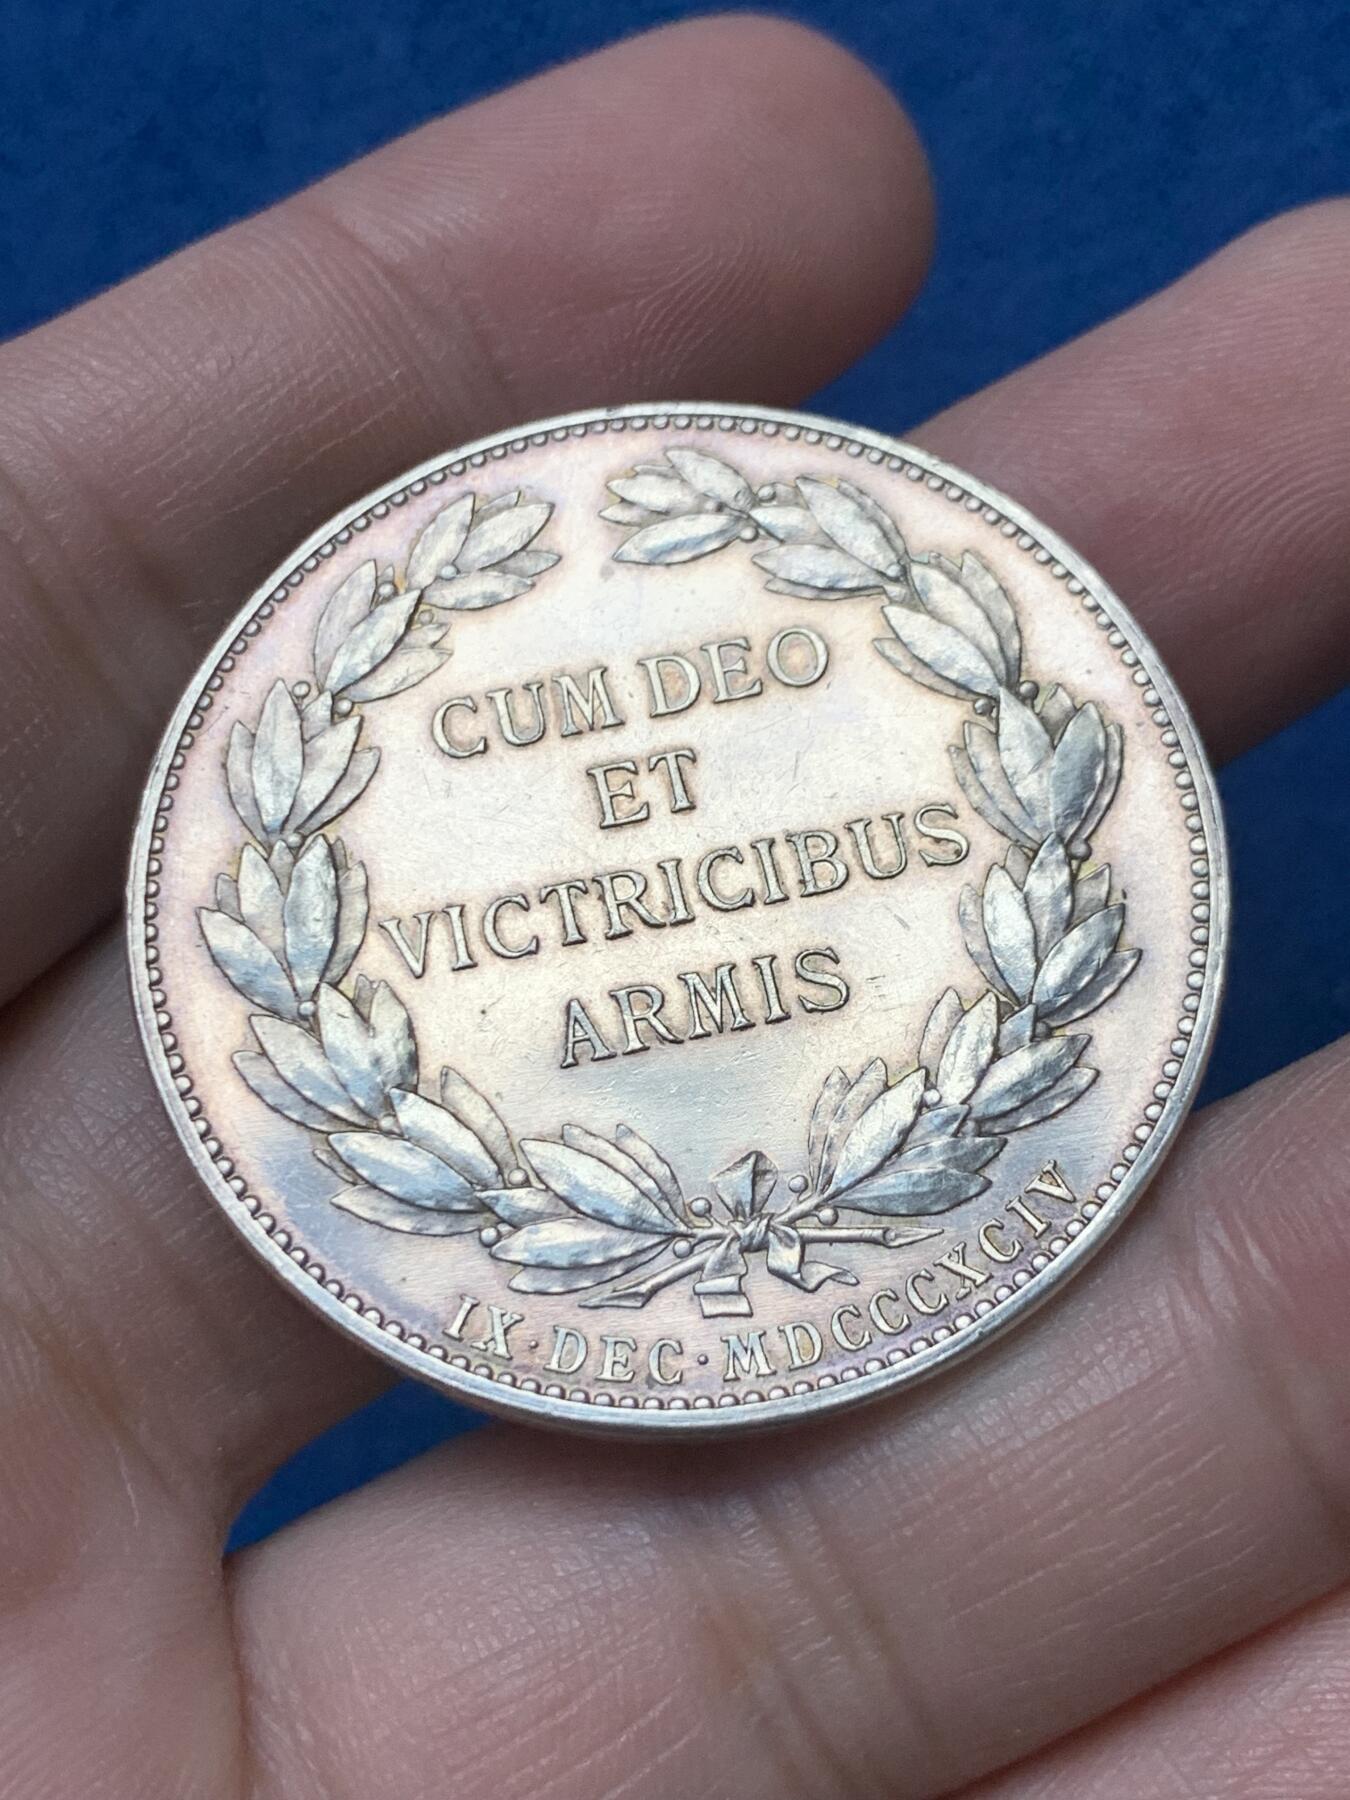 CUM DEO
ET
VICTRICIBUS
ARMIS
IX·DEC·MDCCCXCIV